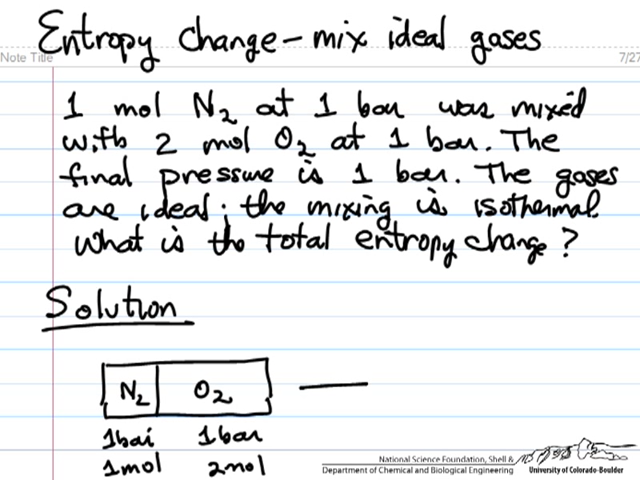 Entropy change - mix ideal gases
Note Title
7/27
1 mol N2 at 1 bar was mixed
with 2 mol O2 at 1 bar. The
final pressure is 1 bar. The gases
are ideal; the mixing is isothermal.
What is the total entropy change?
Solution
N2 O2
1bar 1bar
1mol 2mol
National Science Foundation, Shell &
Department of Chemical and Biological Engineering
University of Colorado-Boulder